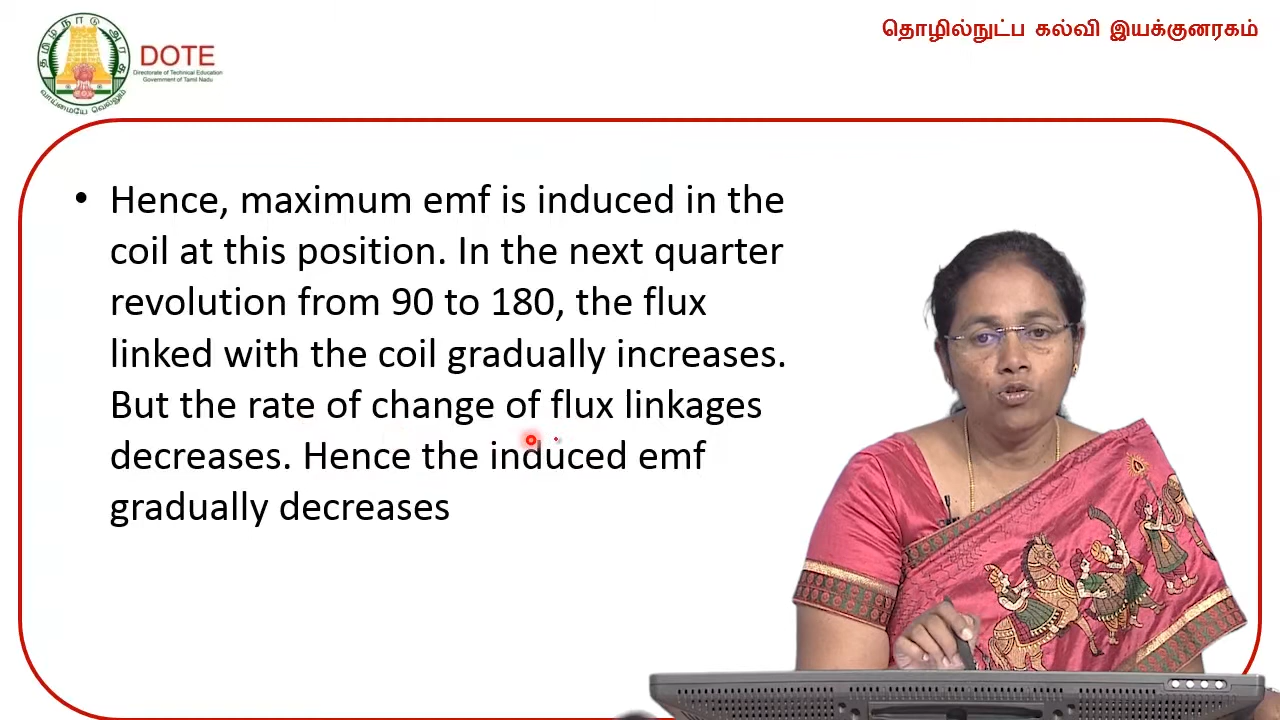 தமிழ்நாடு அரசு
வாய்மையே வெல்லும்
DOTE
Directorate of Technical Education
Government of Tamil Nadu
தொழில்நுட்ப கல்வி இயக்குனரகம்
• Hence, maximum emf is induced in the
coil at this position. In the next quarter
revolution from 90 to 180, the flux
linked with the coil gradually increases.
But the rate of change of flux linkages
decreases. Hence the induced emf
gradually decreases